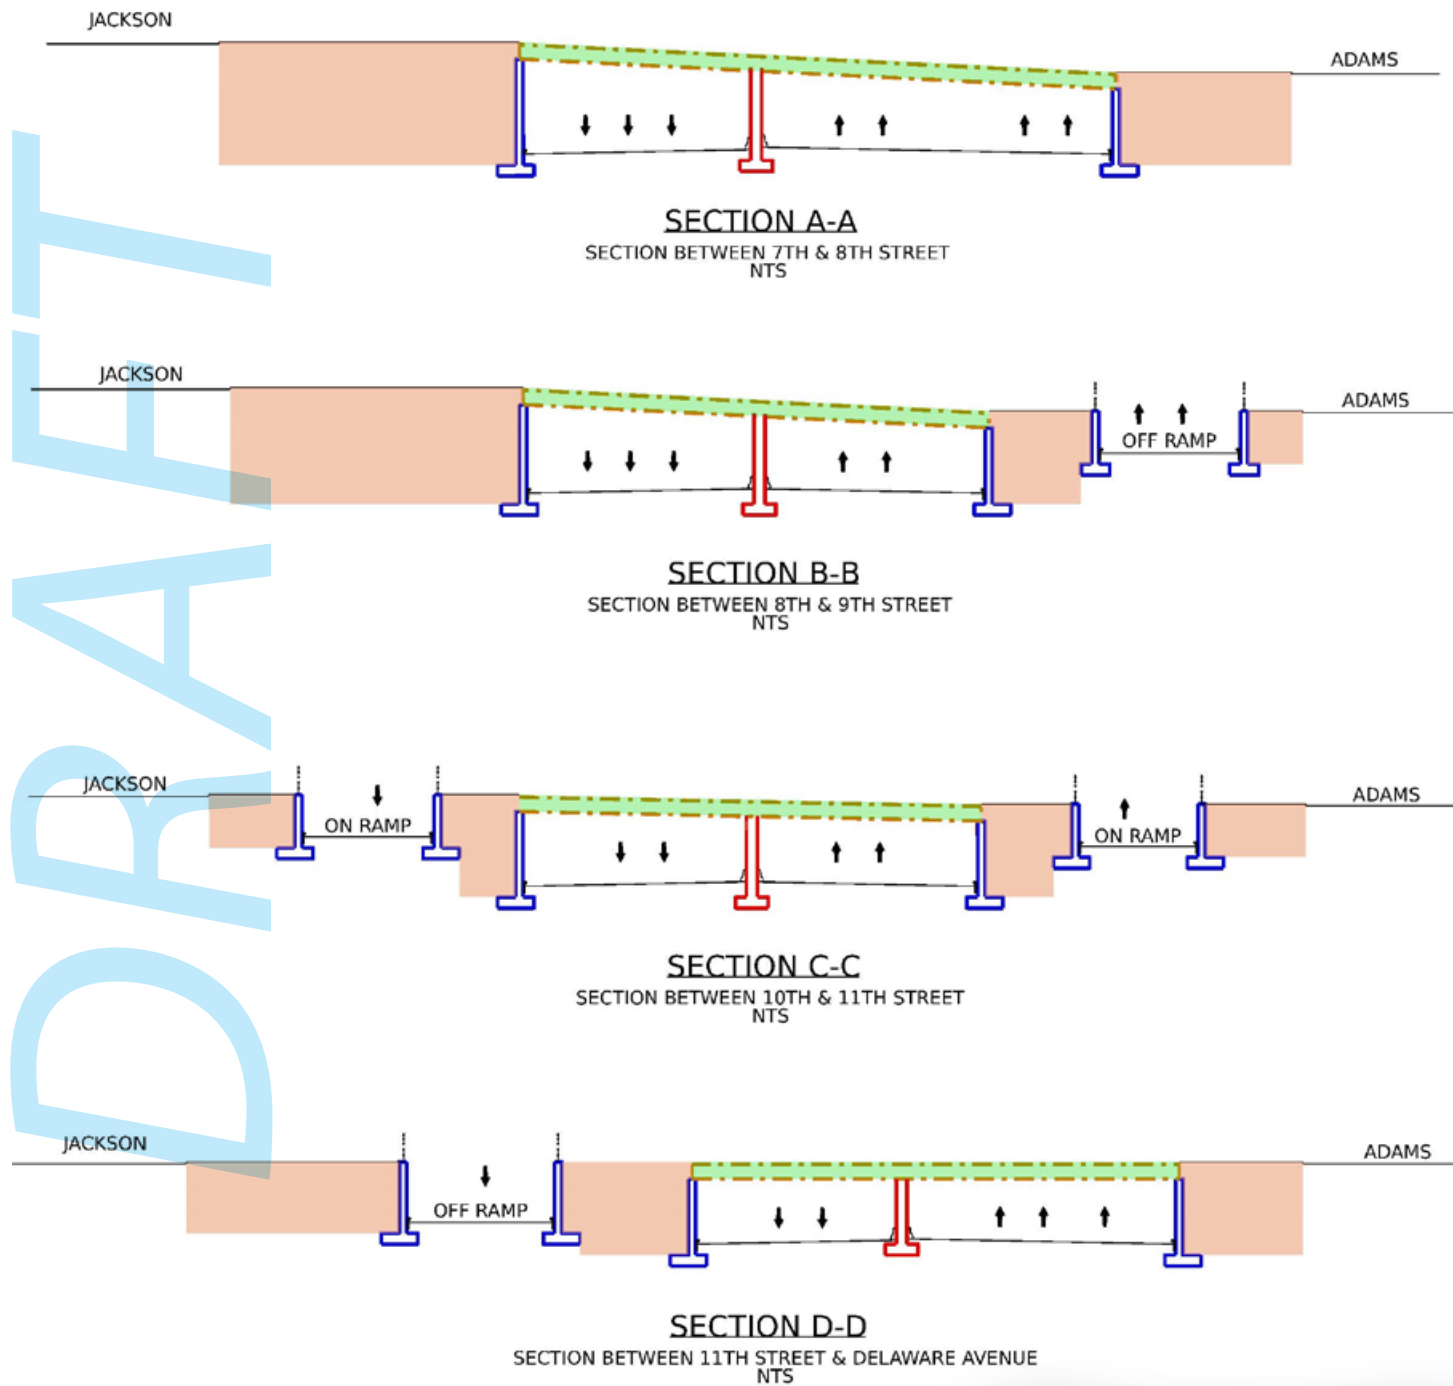 JACKSON
ADAMS
SECTION A-A
SECTION BETWEEN 7TH & 8TH STREET
NTS
JACKSON
ADAMS
OFF RAMP
SECTION B-B
SECTION BETWEEN 8TH & 9TH STREET
NTS
JACKSON
ADAMS
ON RAMP
ON RAMP
SECTION C-C
SECTION BETWEEN 10TH & 11TH STREET
NTS
JACKSON
ADAMS
OFF RAMP
SECTION D-D
SECTION BETWEEN 11TH STREET & DELAWARE AVENUE
NTS
DRAFT